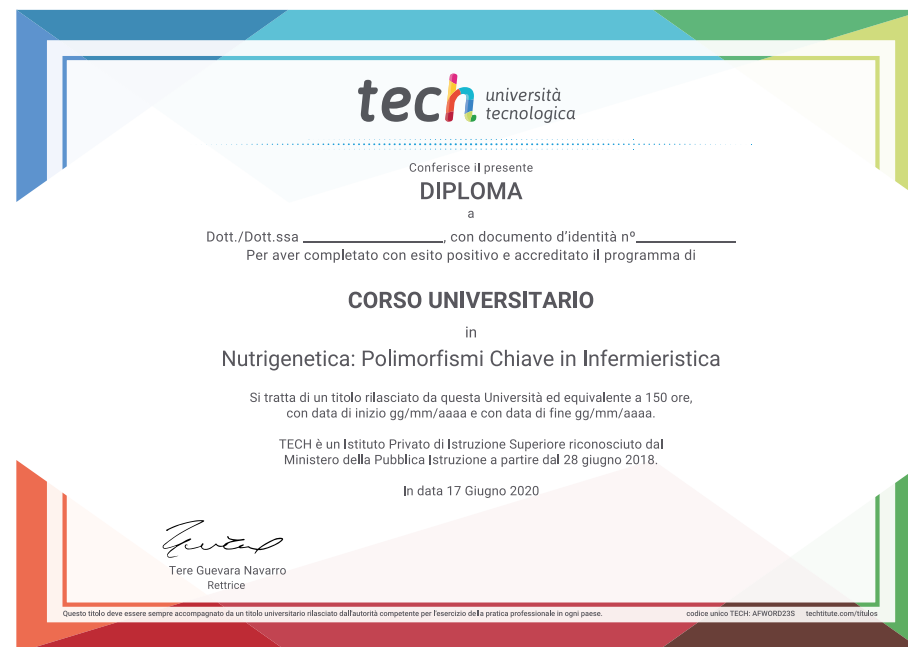 tech università
tecnologica
Conferisce il presente
DIPLOMA
a
Dott./Dott.ssa ____________________, con documento d'identità nº______________
Per aver completato con esito positivo e accreditato il programma di
CORSO UNIVERSITARIO
in
Nutrigenetica: Polimorfismi Chiave in Infermieristica
Si tratta di un titolo rilasciato da questa Università ed equivalente a 150 ore,
con data di inizio gg/mm/aaaa e con data di fine gg/mm/aaaa.
TECH è un Istituto Privato di Istruzione Superiore riconosciuto dal
Ministero della Pubblica Istruzione a partire dal 28 giugno 2018.
In data 17 Giugno 2020
Tere Guevara Navarro
Rettrice
Questo titolo deve essere sempre accompagnato da un titolo universitario rilasciato dall'autorità competente per l'esercizio della pratica professionale in ogni paese. codice unico TECH: AFWORD23S techtitute.com/titulos